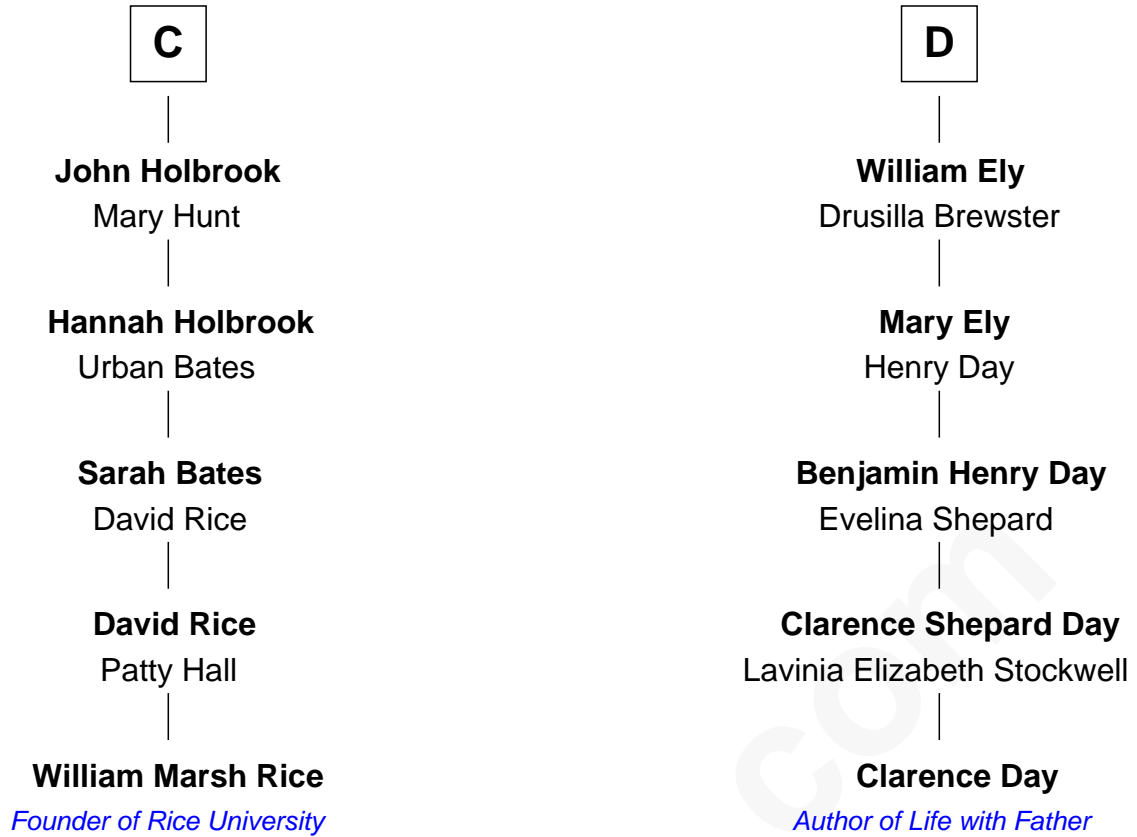 C
John Holbrook
Mary Hunt
Hannah Holbrook
Urban Bates
Sarah Bates
David Rice
David Rice
Patty Hall
William Marsh Rice
Founder of Rice University
D
William Ely
Drusilla Brewster
Mary Ely
Henry Day
Benjamin Henry Day
Evelina Shepard
Clarence Shepard Day
Lavinia Elizabeth Stockwell
Clarence Day
Author of Life with Father
com